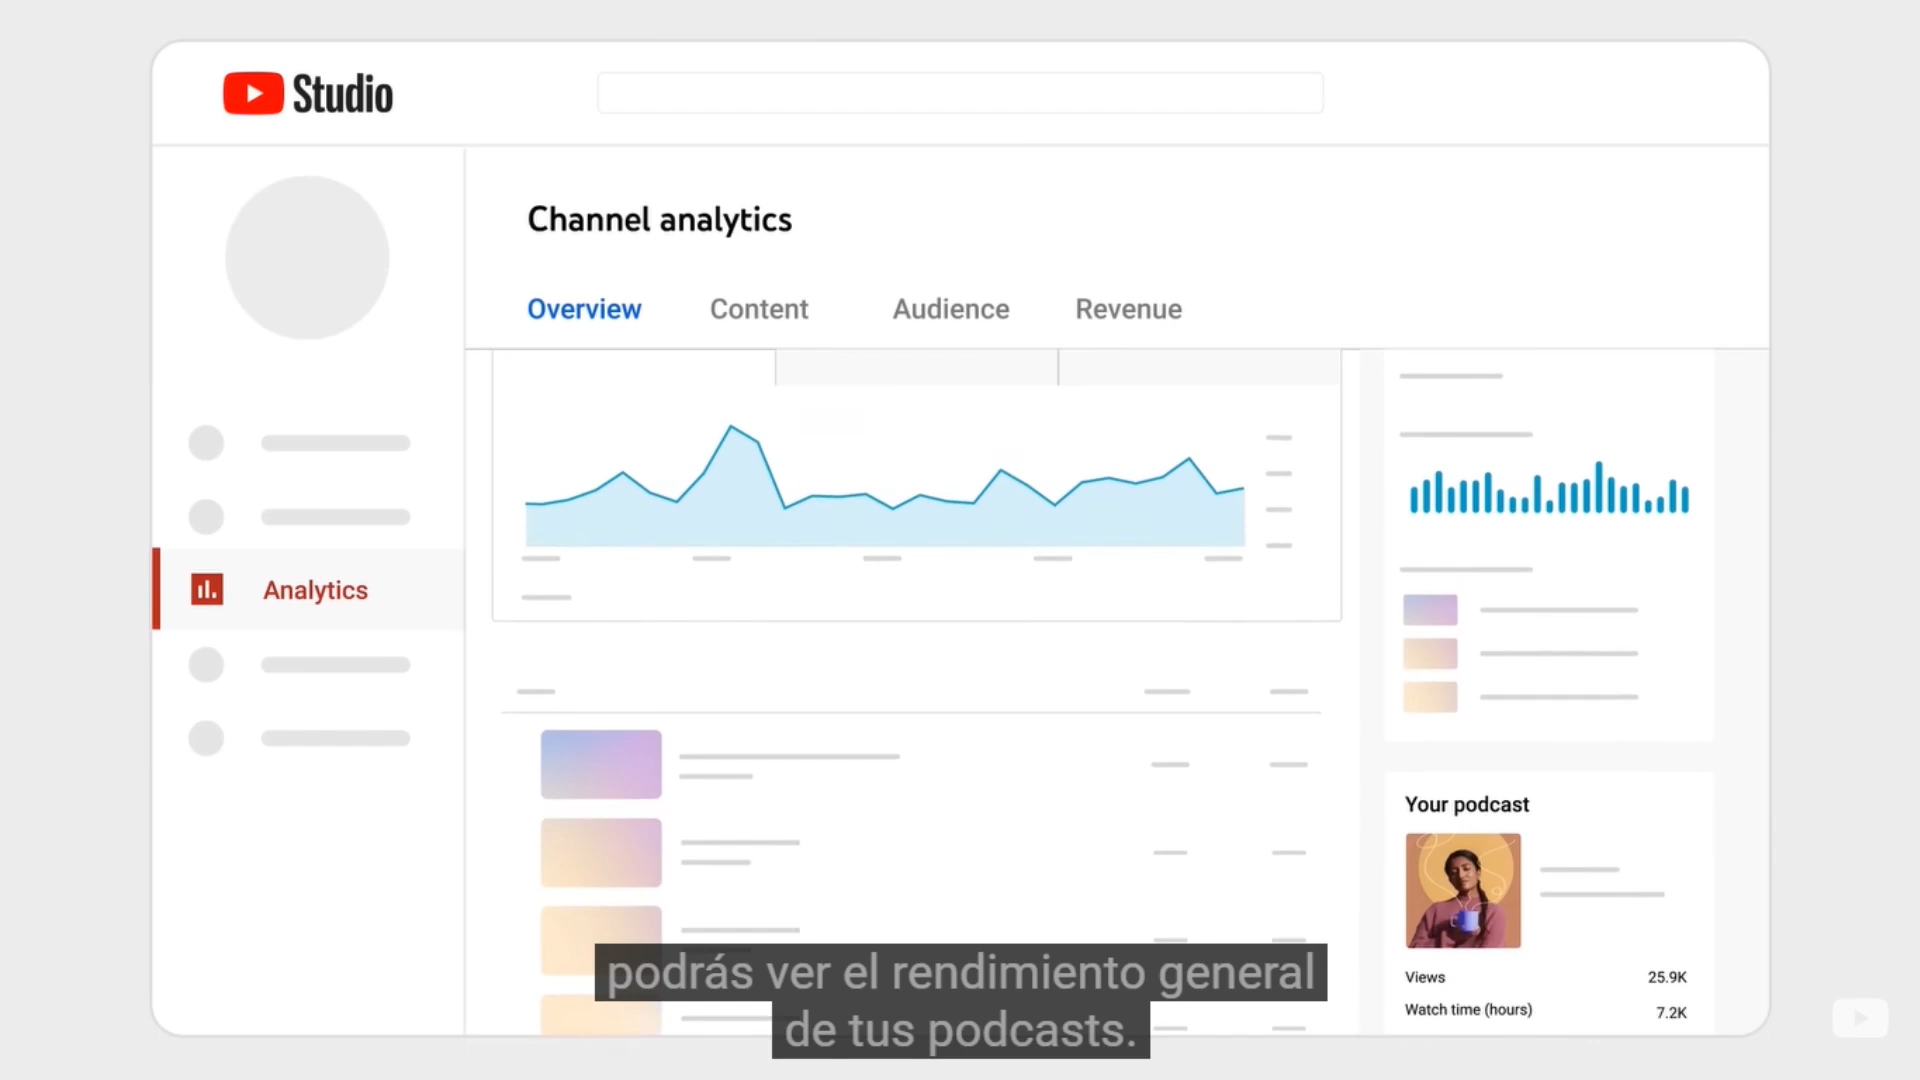 Studio
Channel analytics
Overview Content Audience Revenue
Analytics
Your podcast
Views 25.9K
Watch time (hours) 7.2K
podrás ver el rendimiento general
de tus podcasts.